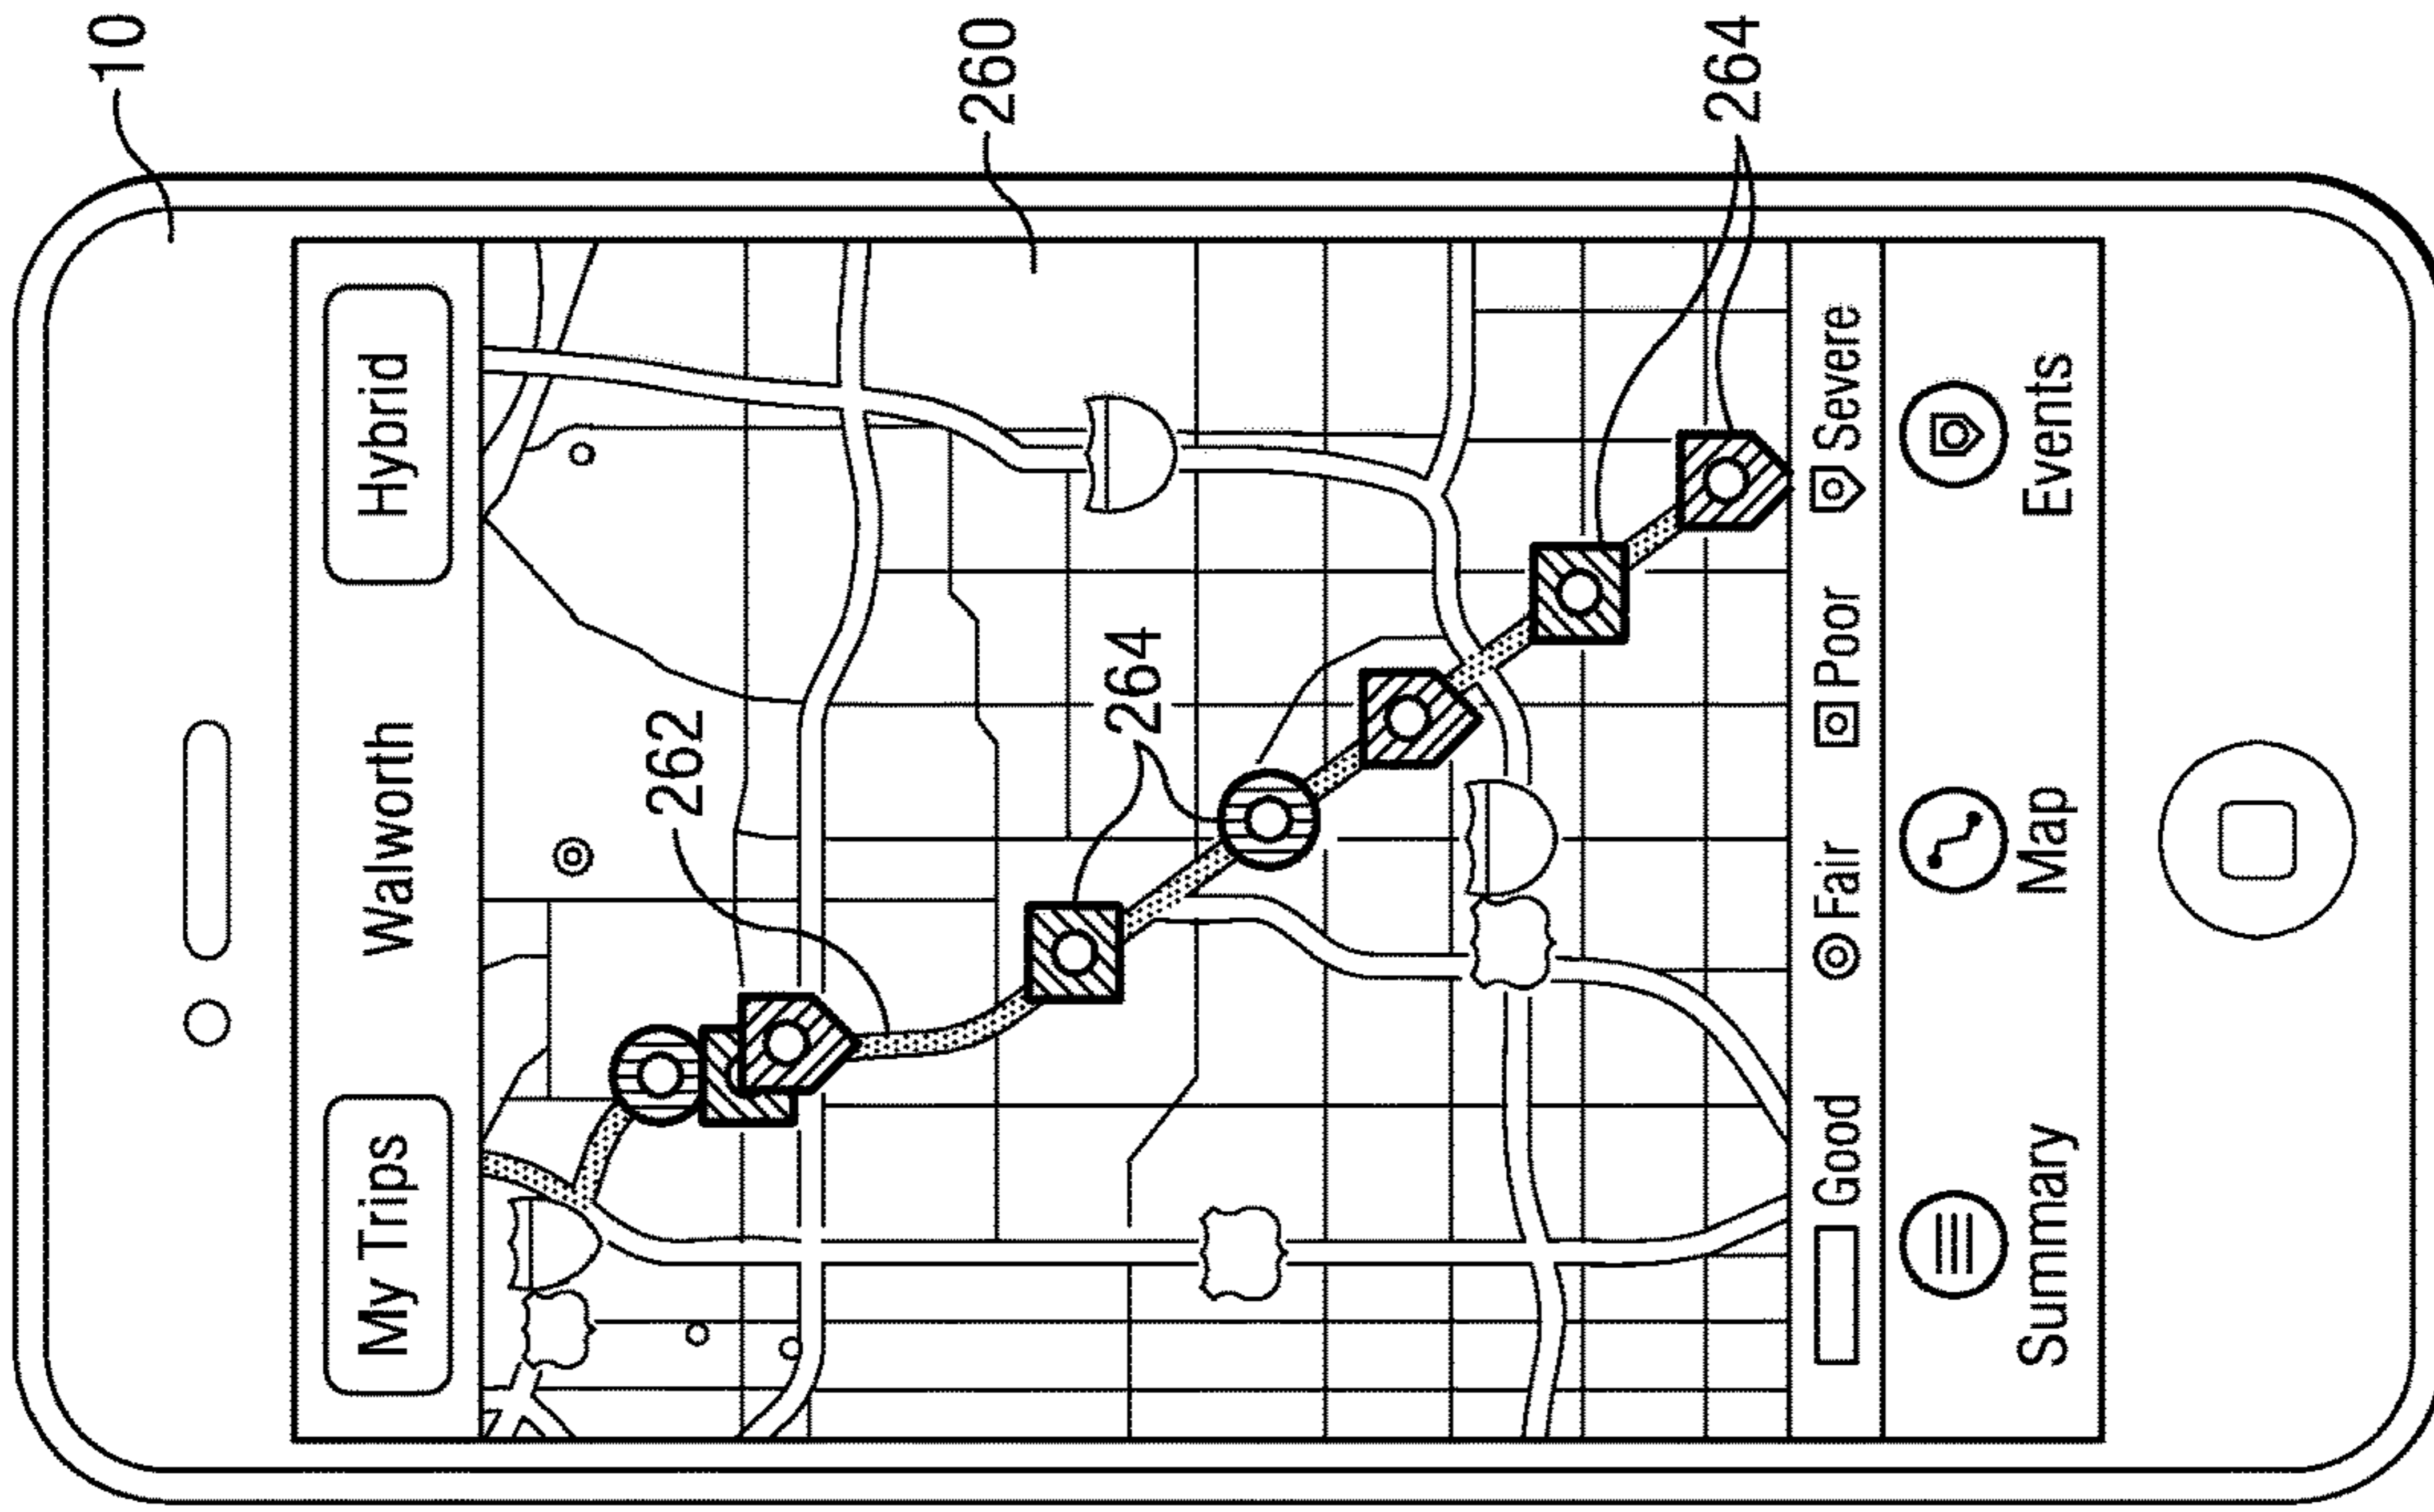 10
My Trips Walworth Hybrid
262
260
264
264
Good Fair Poor Severe
Summary Map Events